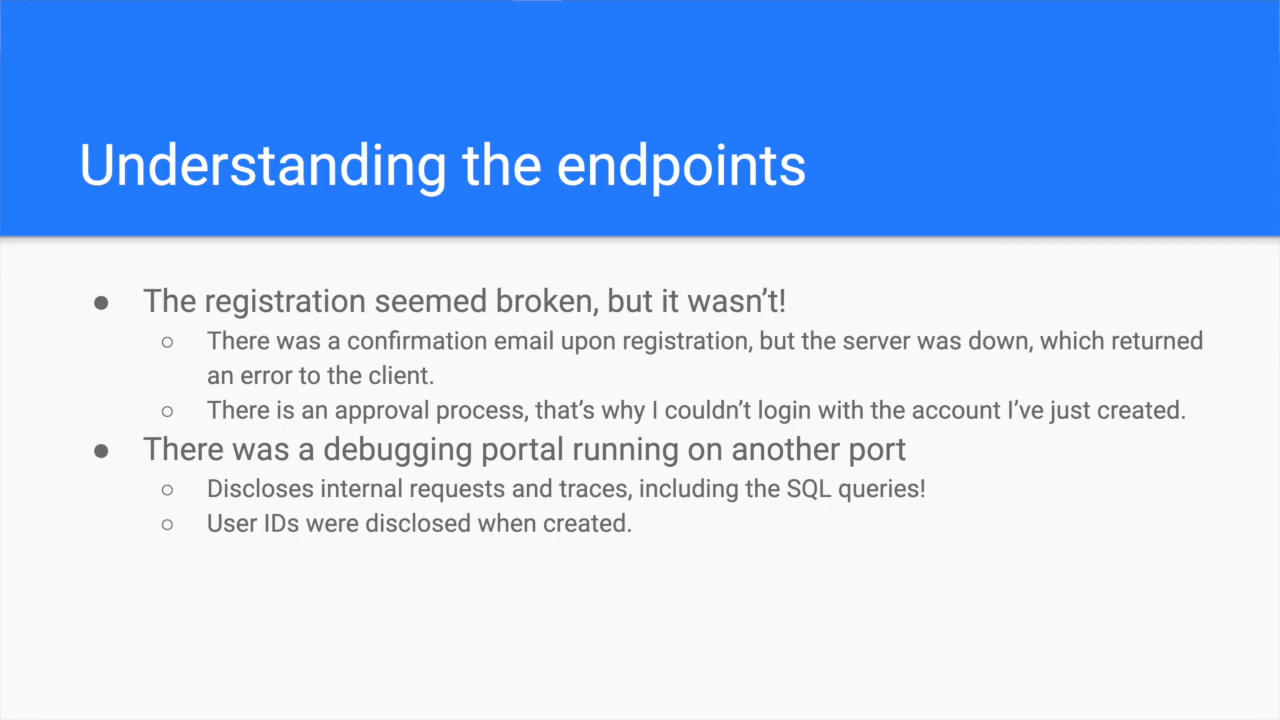 Understanding the endpoints
● The registration seemed broken, but it wasn’t!
○ There was a confirmation email upon registration, but the server was down, which returned
an error to the client.
○ There is an approval process, that’s why I couldn’t login with the account I’ve just created.
● There was a debugging portal running on another port
○ Discloses internal requests and traces, including the SQL queries!
○ User IDs were disclosed when created.